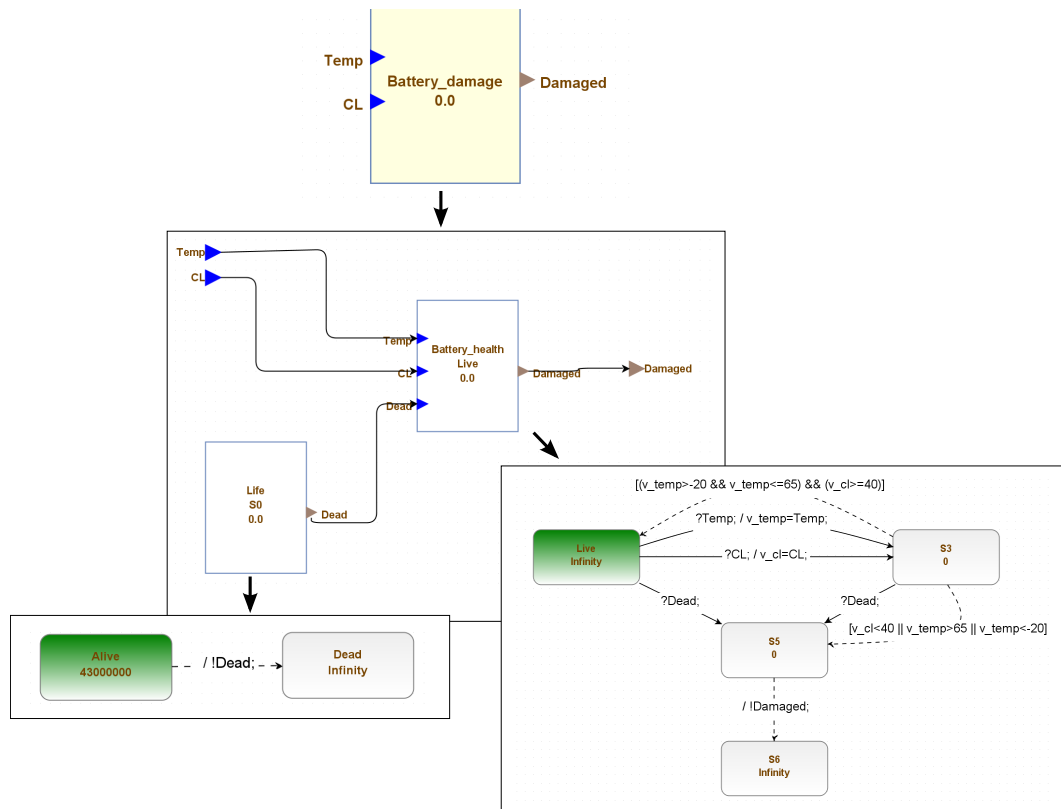 Temp
Battery_damage
0.0
Damaged
CL
Temp
CL
Temp
Battery_health
Live
0.0
CL
Damaged
Damaged
Dead
Life
S0
0.0
Dead
[(v_temp>-20 && v_temp<=65) && (v_cl>=40)]
?Temp; / v_temp=Temp;
Live
Infinity
?CL; / v_cl=CL;
S3
0
?Dead;
?Dead;
[v_cl<40 || v_temp>65 || v_temp<-20]
S5
0
/ !Damaged;
S6
Infinity
Alive
43000000
/ !Dead;
Dead
Infinity